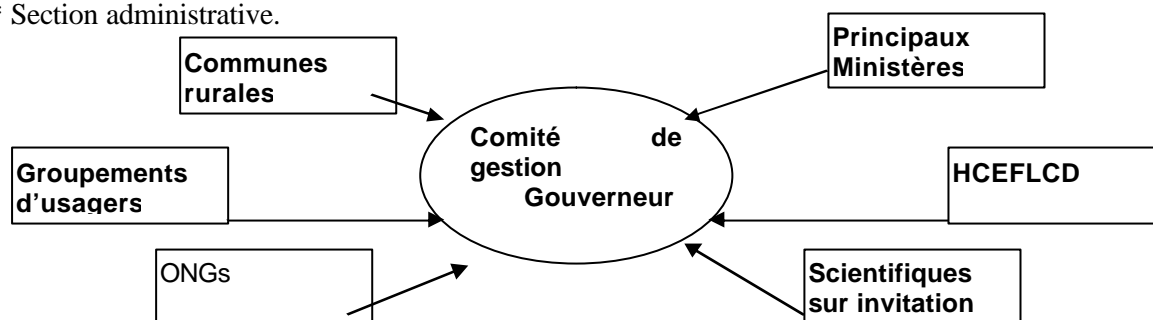 * Section administrative.
Principaux
Ministères
Communes
rurales
Comité de
gestion
Gouverneur
Groupements
d'usagers
HCEFLCD
ONGs
Scientifiques
sur invitation